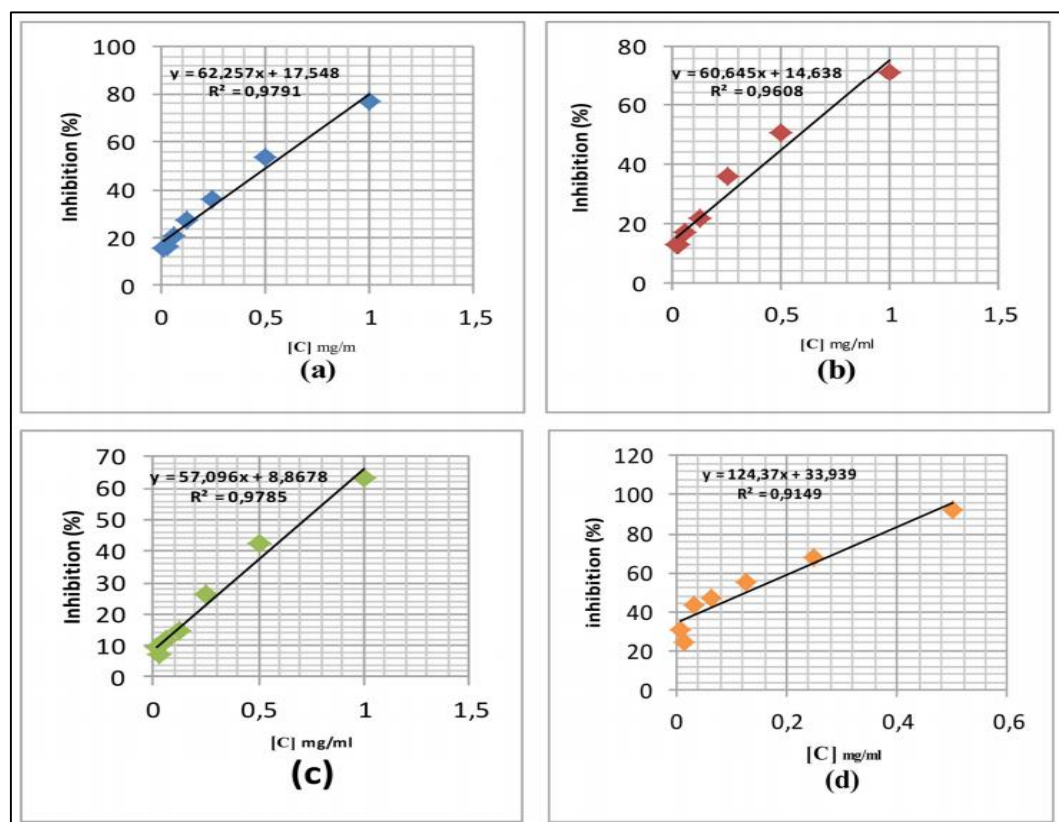 100
80
60
40
20
0
Inhibition (%)
y = 62,257x + 17,548
R² = 0,9791
0 0,5 1 1,5
[C] mg/m
(a)
80
60
40
20
0
Inhibition (%)
y = 60,645x + 14,638
R² = 0,9608
0 0,5 1 1,5
[C] mg/ml
(b)
70
60
50
40
30
20
10
0
Inhibition (%)
y = 57,096x + 8,8678
R² = 0,9785
0 0,5 1 1,5
[C] mg/ml
(c)
120
100
80
60
40
20
0
inhibition (%)
y = 124,37x + 33,939
R² = 0,9149
0 0,2 0,4 0,6
[C] mg/ml
(d)